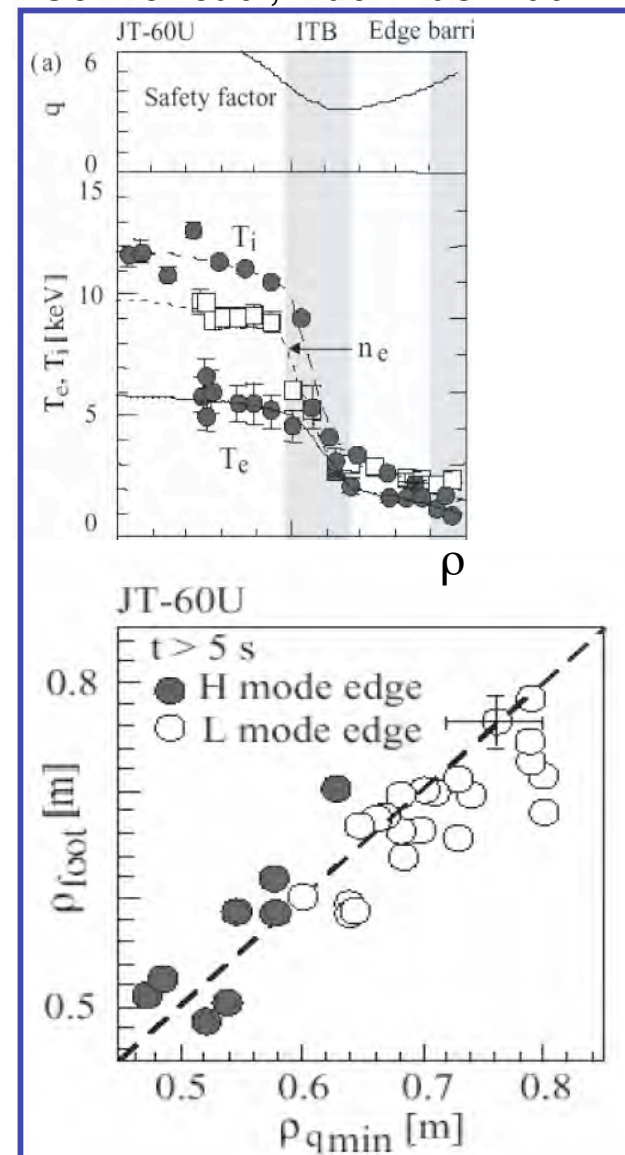 JT-60U ITB Edge barri
(a) 6
4
2
0
q
Safety factor
15
10
5
0
Te, Ti [keV]
Ti
ne
Te
ρ
JT-60U
t > 5 s
H mode edge
L mode edge
0.8
0.5
ρfoot [m]
0.5 0.6 0.7 0.8
ρqmin [m]